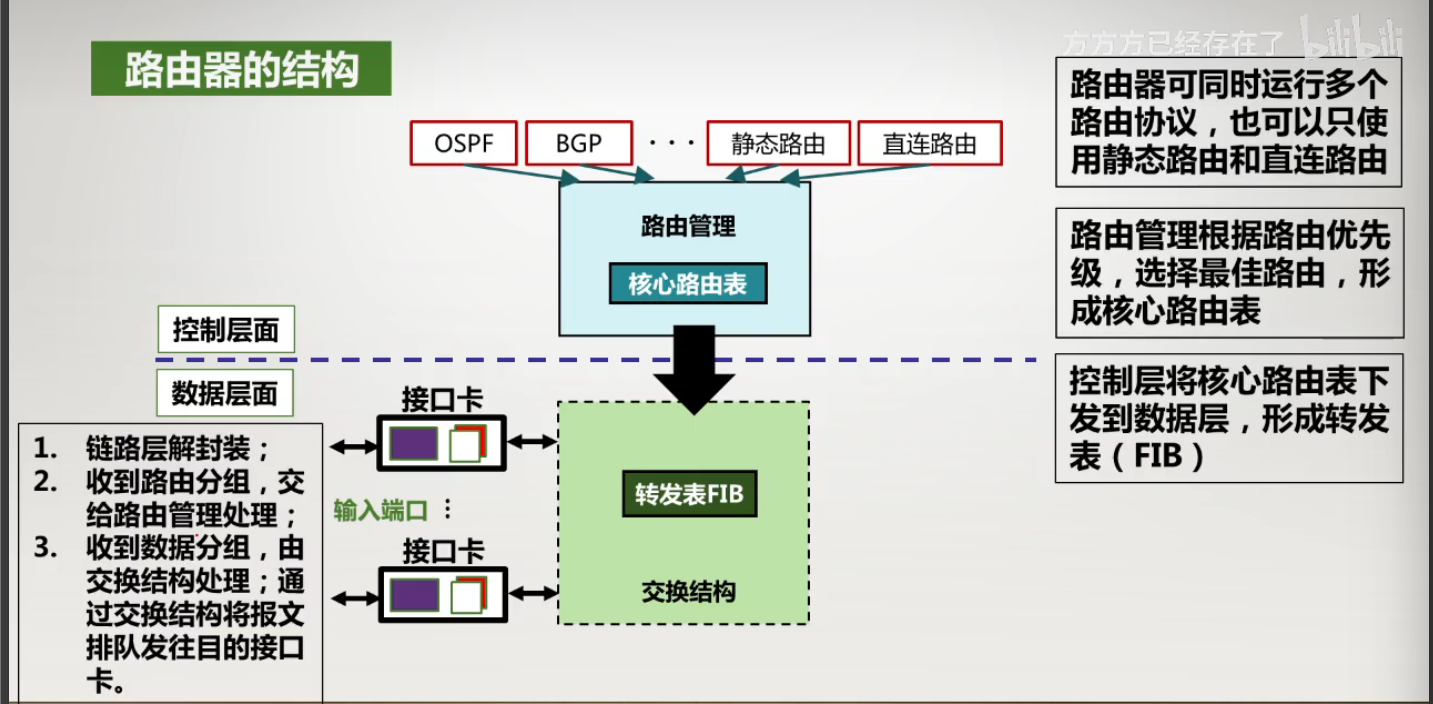 方方方已经存在了 bilibili
路由器的结构
OSPF
BGP
· · ·
静态路由
直连路由
路由管理
核心路由表
路由器可同时运行多个
路由协议，也可以只使
用静态路由和直连路由
路由管理根据路由优先
级，选择最佳路由，形
成核心路由表
控制层将核心路由表下
发到数据层，形成转发
表（FIB）
控制层面
数据层面
1. 链路层解封装；
2. 收到路由分组，交
给路由管理处理；
3. 收到数据分组，由
交换结构处理；通
过交换结构将报文
排队发往目的接口
卡。
接口卡
输入端口 ⋮
接口卡
转发表FIB
交换结构